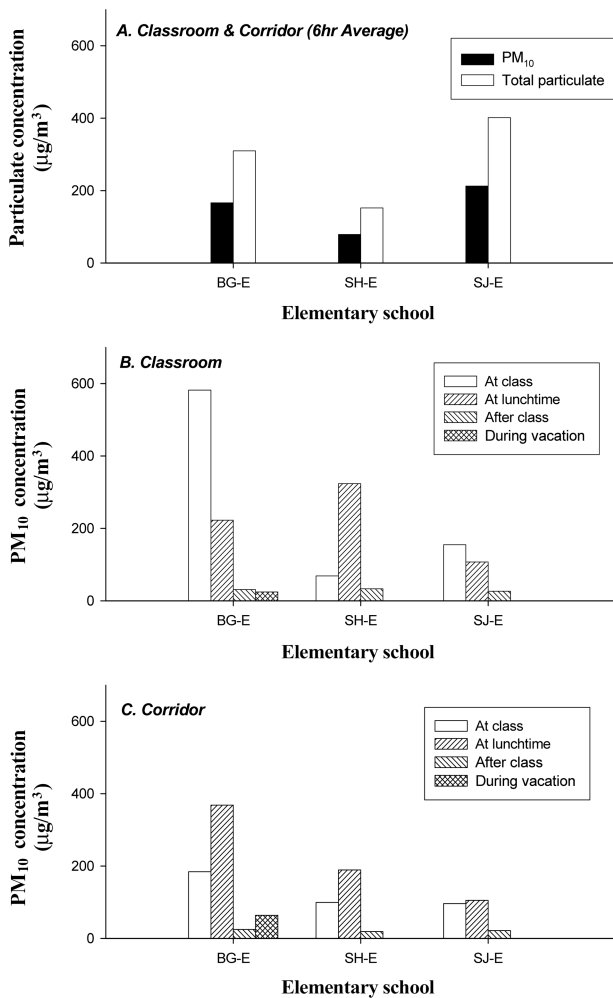 A. Classroom & Corridor (6hr Average)
PM10
Total particulate
Particulate concentration
(μg/m3)
600
400
200
0
BG-E SH-E SJ-E
Elementary school
B. Classroom
At class
At lunchtime
After class
During vacation
PM10 concentration
(μg/m3)
600
400
200
0
BG-E SH-E SJ-E
Elementary school
C. Corridor
At class
At lunchtime
After class
During vacation
PM10 concentration
(μg/m3)
600
400
200
0
BG-E SH-E SJ-E
Elementary school